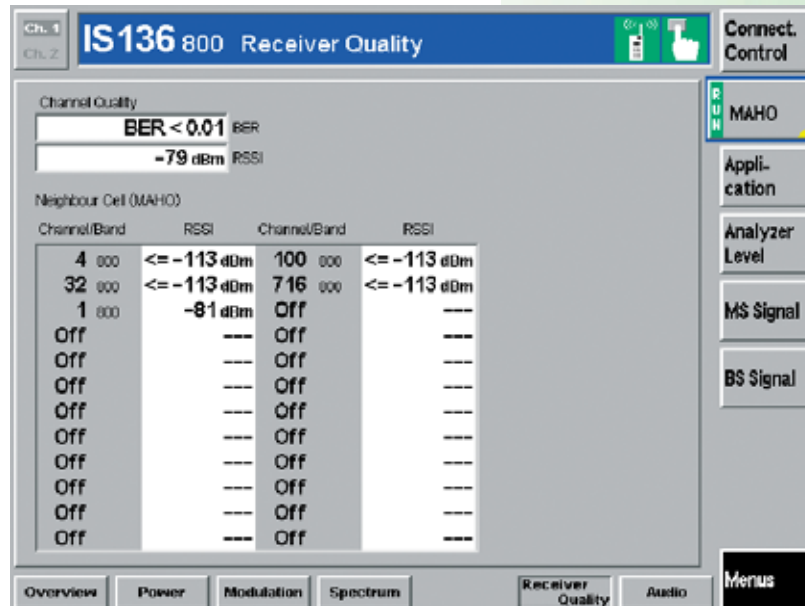 Ch. 1
Ch. 2
IS136 800 Receiver Quality
Connect. Control
RUN
MAHO
Appli-
cation
Analyzer Level
MS Signal
BS Signal
Menus
Channel Quality
BER < 0.01 BER
-79 dBm RSSI
Neighbour Cell (MAHO)
Channel/Band RSSI Channel/Band RSSI
4 800 <= -113 dBm 100 800 <= -113 dBm
32 800 <= -113 dBm 716 800 <= -113 dBm
1 800 -81 dBm Off ---
Off --- Off ---
Off --- Off ---
Off --- Off ---
Off --- Off ---
Off --- Off ---
Off --- Off ---
Off --- Off ---
Off --- Off ---
Off --- Off ---
Overview Power Modulation Spectrum Receiver Quality Audio